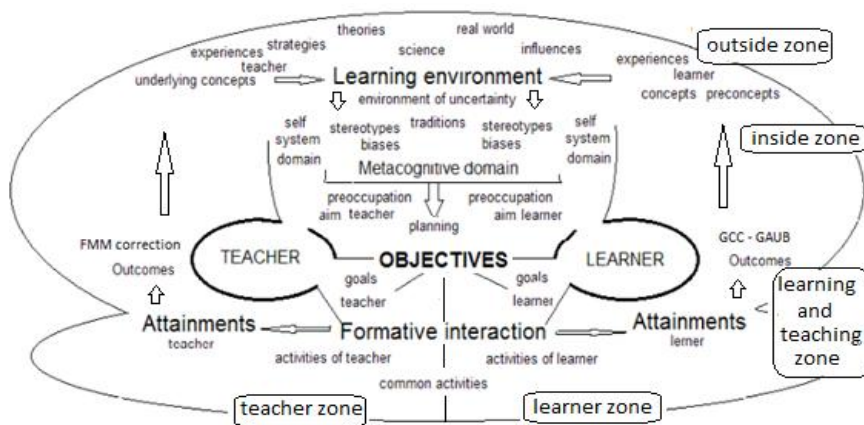 theories
real world
outside zone
strategies
experiences
science
influences
teacher
experiences
underlying concepts
Learning environment
learner
environment of uncertainty
concepts preconcepts
self
system
domain
stereotypes
biases
traditions
stereotypes
biases
self
system
domain
inside zone
Metacognitive domain
preoccupation
aim teacher
preoccupation
aim learner
planning
FMM correction
Outcomes
TEACHER
OBJECTIVES
LEARNER
GCC - GAUB
Outcomes
goals
teacher
goals
learner
learning
and
teaching
zone
Attainments
teacher
Formative interaction
Attainments
lerner
activities of teacher
activities of learner
common activities
teacher zone
learner zone